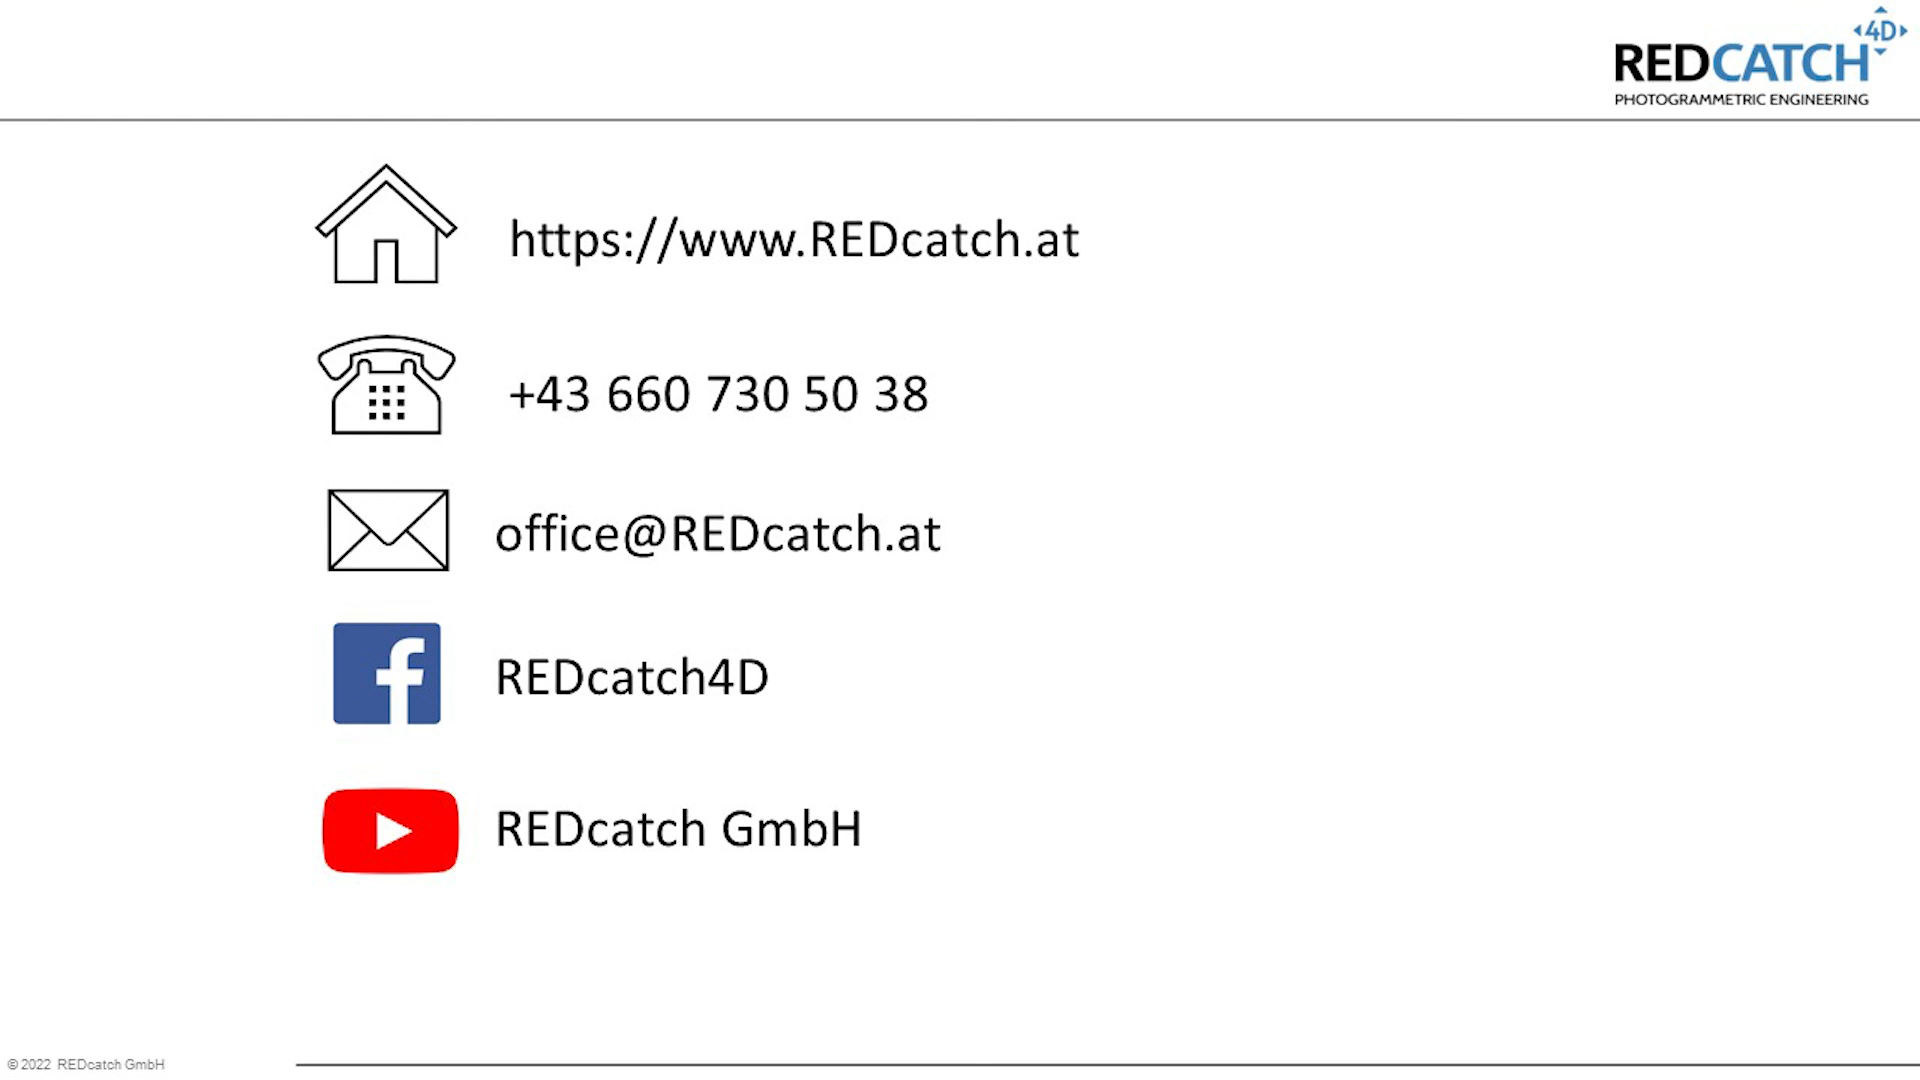 4D
REDCATCH
PHOTOGRAMMETRIC ENGINEERING
https://www.REDcatch.at
+43 660 730 50 38
office@REDcatch.at
REDcatch4D
REDcatch GmbH
© 2022 REDcatch GmbH